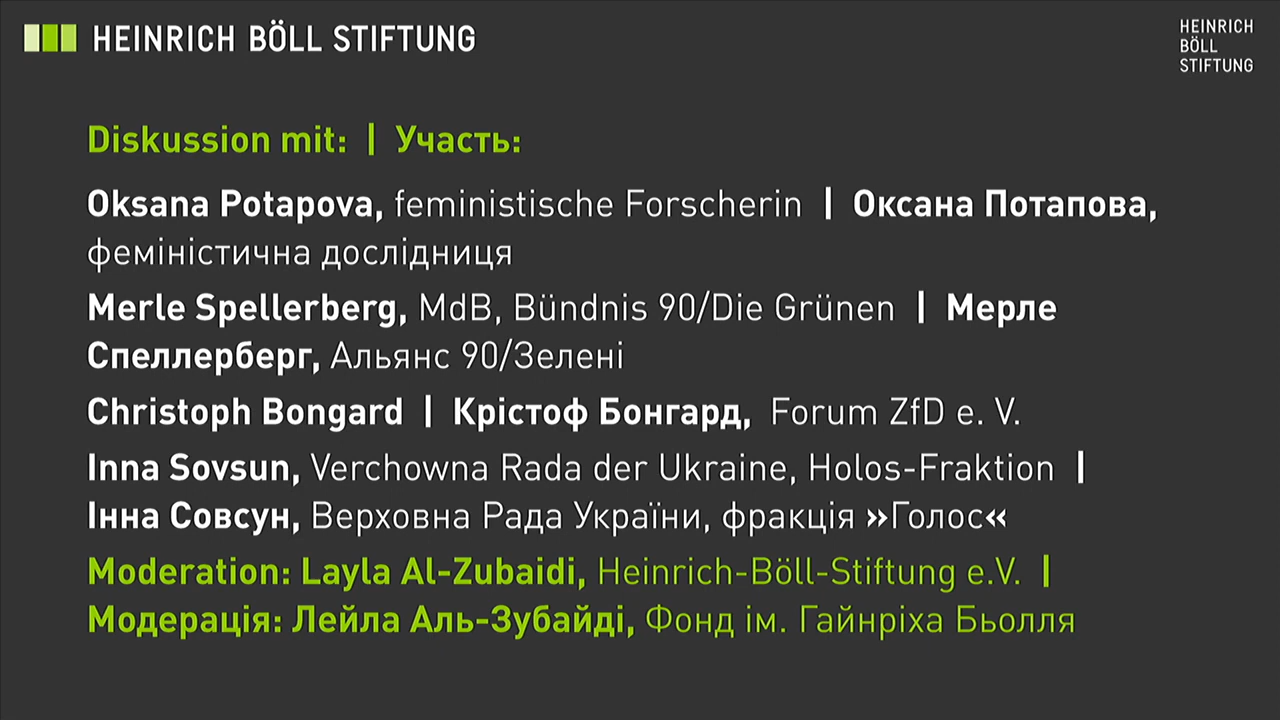 HEINRICH BÖLL STIFTUNG
HEINRICH
BÖLL
STIFTUNG
Diskussion mit: | Участь:
Oksana Potapova, feministische Forscherin | Оксана Потапова,
феміністична дослідниця
Merle Spellerberg, MdB, Bündnis 90/Die Grünen | Мерле
Спеллерберг, Альянс 90/Зелені
Christoph Bongard | Крістоф Бонгард, Forum ZfD e. V.
Inna Sovsun, Verchowna Rada der Ukraine, Holos-Fraktion |
Інна Совсун, Верховна Рада України, фракція »Голос«
Moderation: Layla Al-Zubaidi, Heinrich-Böll-Stiftung e.V. |
Модерація: Лейла Аль-Зубайді, Фонд ім. Гайнріха Бьолля